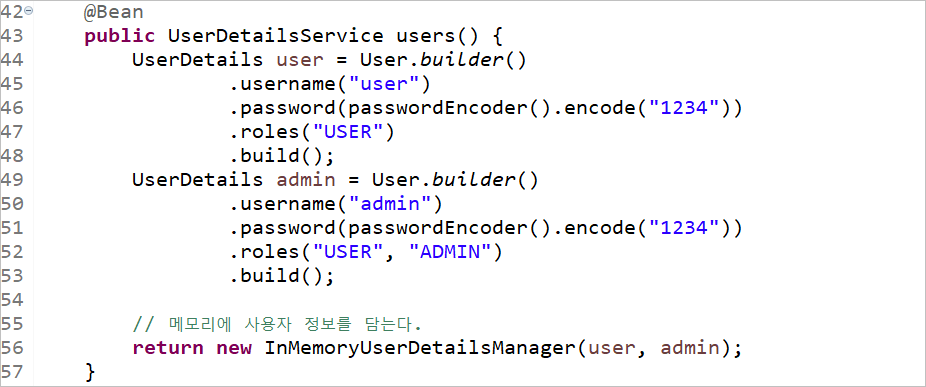 42 @Bean
43 public UserDetailsService users() {
44 UserDetails user = User.builder()
45 .username("user")
46 .password(passwordEncoder().encode("1234"))
47 .roles("USER")
48 .build();
49 UserDetails admin = User.builder()
50 .username("admin")
51 .password(passwordEncoder().encode("1234"))
52 .roles("USER", "ADMIN")
53 .build();
54
55 // 메모리에 사용자 정보를 담는다.
56 return new InMemoryUserDetailsManager(user, admin);
57 }